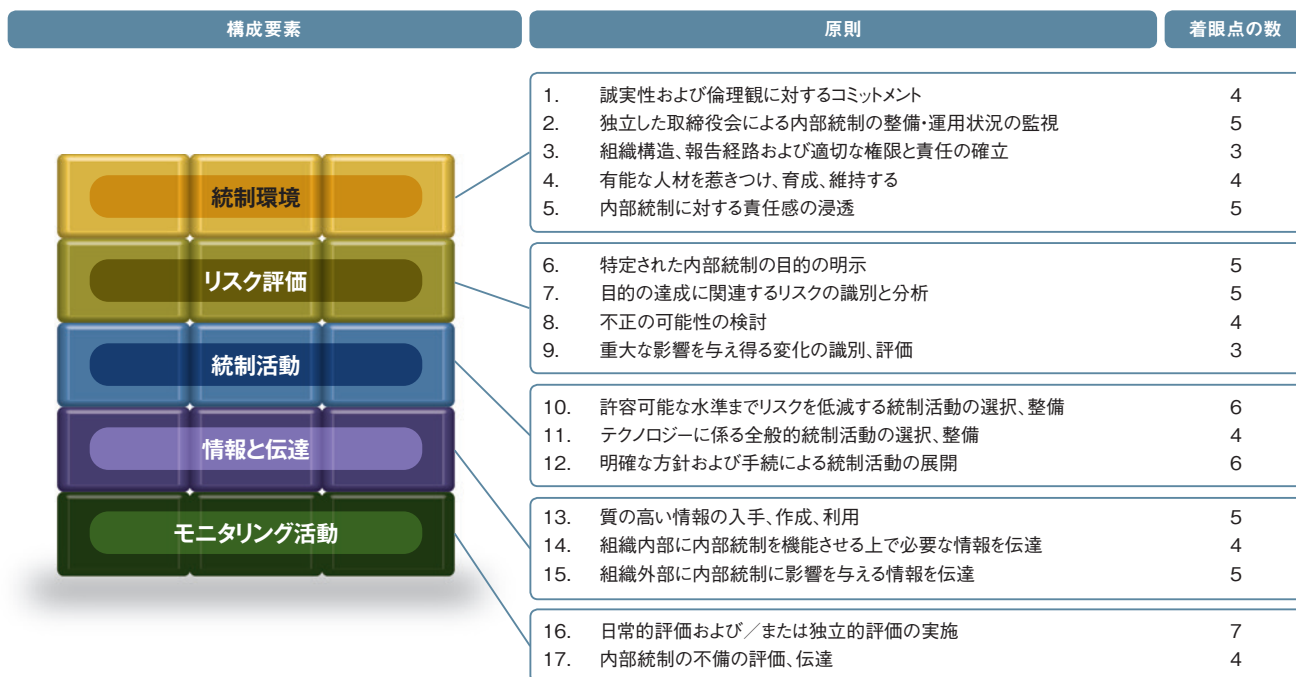 構成要素 原則 着眼点の数
統制環境
1. 誠実性および倫理観に対するコミットメント 4
2. 独立した取締役会による内部統制の整備・運用状況の監視 5
3. 組織構造、報告経路および適切な権限と責任の確立 3
4. 有能な人材を惹きつけ、育成、維持する 4
5. 内部統制に対する責任感の浸透 5
リスク評価
6. 特定された内部統制の目的の明示 5
7. 目的の達成に関連するリスクの識別と分析 5
8. 不正の可能性の検討 4
9. 重大な影響を与え得る変化の識別、評価 3
統制活動
10. 許容可能な水準までリスクを低減する統制活動の選択、整備 6
11. テクノロジーに係る全般的統制活動の選択、整備 4
12. 明確な方針および手続による統制活動の展開 6
情報と伝達
13. 質の高い情報の入手、作成、利用 5
14. 組織内部に内部統制を機能させる上で必要な情報を伝達 4
15. 組織外部に内部統制に影響を与える情報を伝達 5
モニタリング活動
16. 日常的評価および／または独立的評価の実施 7
17. 内部統制の不備の評価、伝達 4